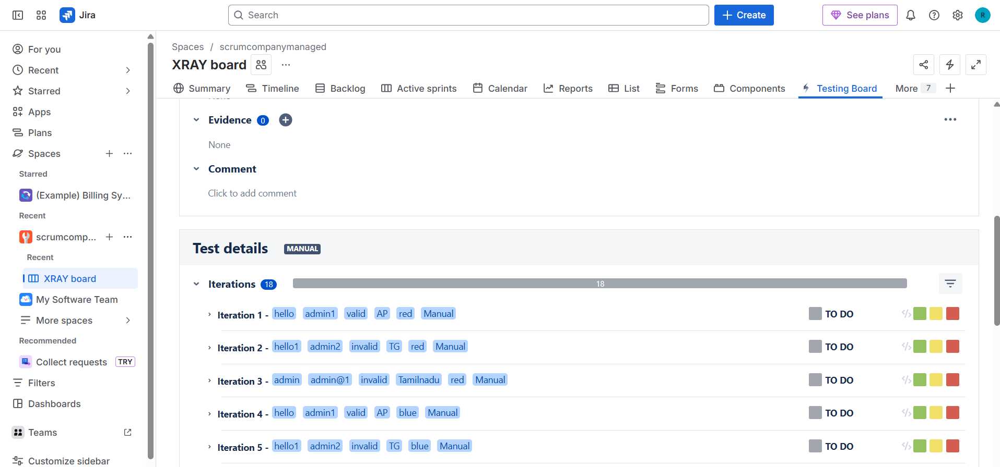 Jira
Search
Create
See plans
R
For you
Recent
Starred
Apps
Plans
Spaces
Starred
(Example) Billing Sy...
Recent
scrumcomp...
Recent
XRAY board
My Software Team
More spaces
Recommended
Collect requests TRY
Filters
Dashboards
Teams
Customize sidebar
Spaces / scrumcompanymanaged
XRAY board
Summary Timeline Backlog Active sprints Calendar Reports List Forms Components Testing Board More 7
None
Evidence 0
None
Comment
Click to add comment
Test details MANUAL
Iterations 18 18
Iteration 1 - hello admin1 valid AP red Manual TO DO
Iteration 2 - hello1 admin2 invalid TG red Manual TO DO
Iteration 3 - admin admin@1 invalid Tamilnadu red Manual TO DO
Iteration 4 - hello admin1 valid AP blue Manual TO DO
Iteration 5 - hello1 admin2 invalid TG blue Manual TO DO